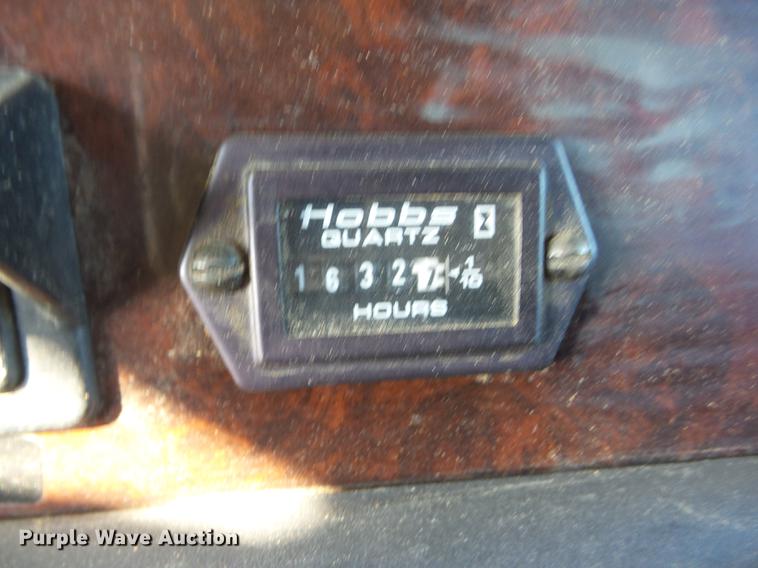 Hobbs
QUARTZ
1 6 3 2 1/10
HOURS
Purple Wave Auction